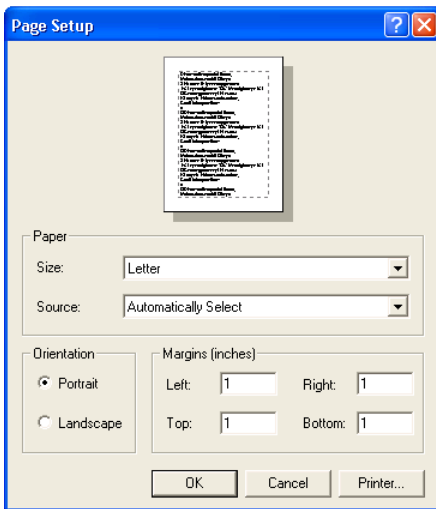 Page Setup
Paper
Size: Letter
Source: Automatically Select
Orientation
Portrait
Landscape
Margins (inches)
Left: 1 Right: 1
Top: 1 Bottom: 1
OK Cancel Printer...